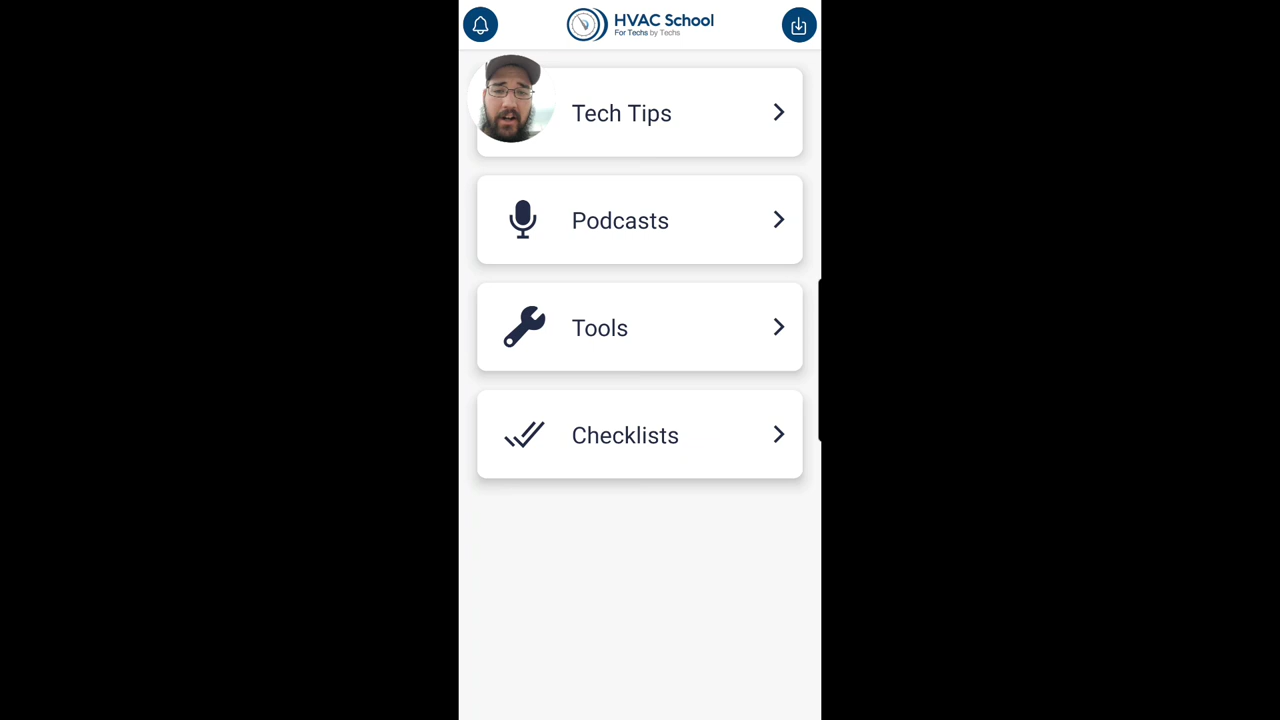 HVAC School
For Techs by Techs
Tech Tips
Podcasts
Tools
Checklists